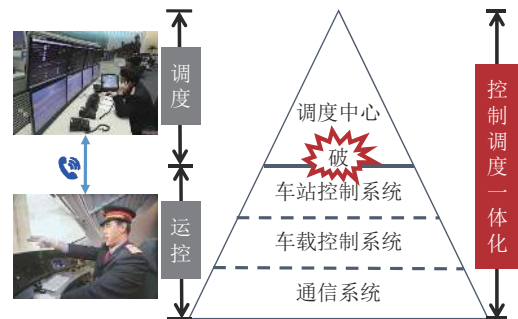 调度
运控
调度中心
破
车站控制系统
车载控制系统
通信系统
控制调度一体化